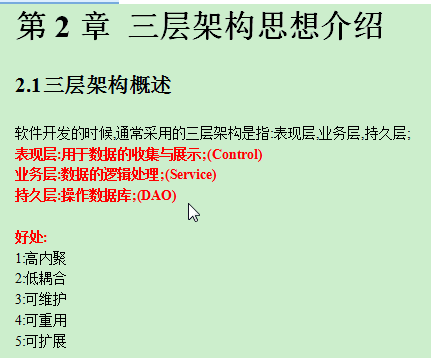 第 2 章 三层架构思想介绍
2.1三层架构概述
软件开发的时候,通常采用的三层架构是指:表现层,业务层,持久层;
表现层:用于数据的收集与展示;(Control)
业务层:数据的逻辑处理;(Service)
持久层:操作数据库;(DAO)
好处:
1:高内聚
2:低耦合
3:可维护
4:可重用
5:可扩展